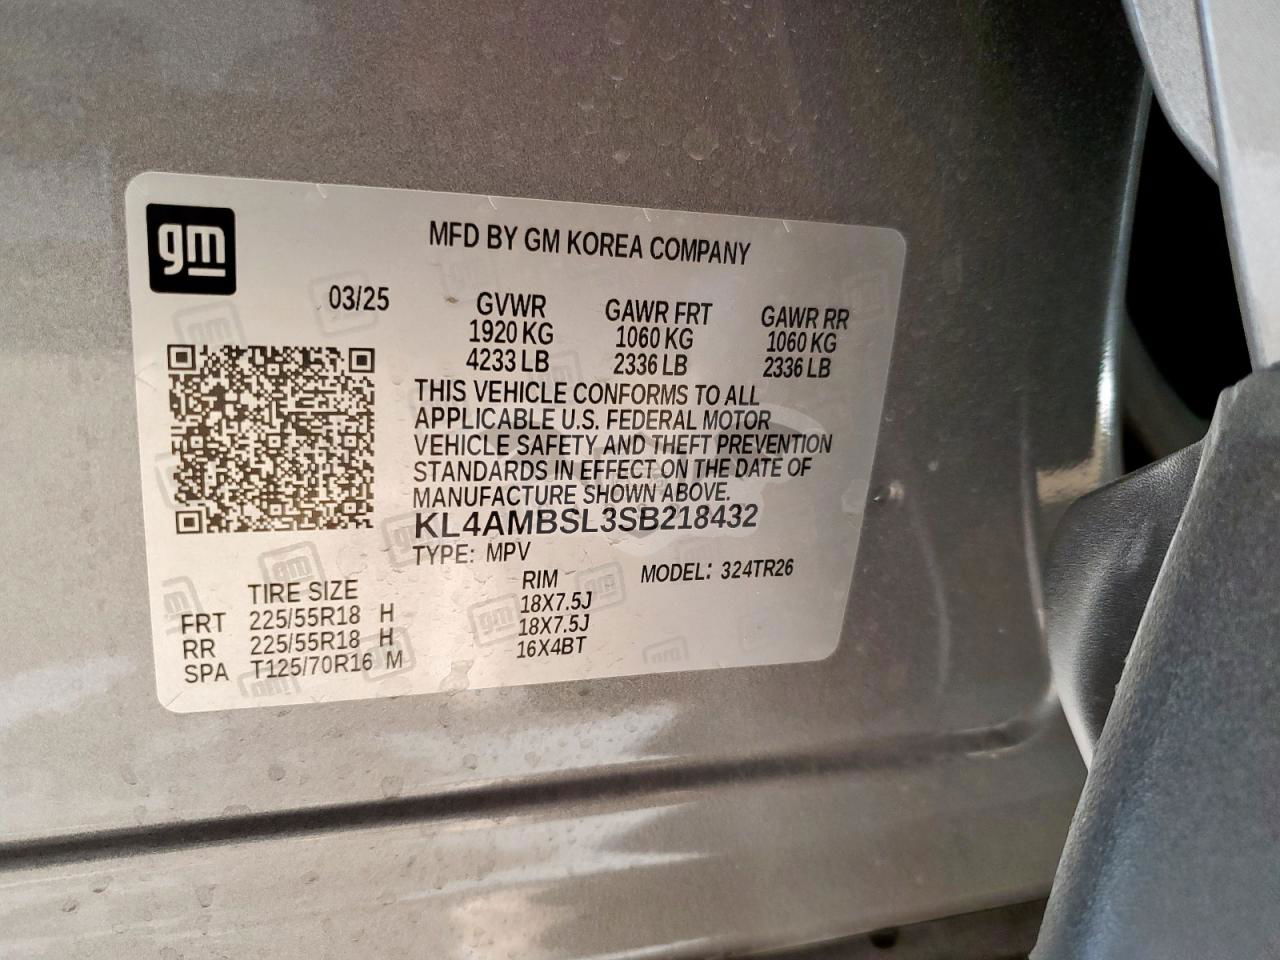 gm
MFD BY GM KOREA COMPANY
03/25 GVWR GAWR FRT GAWR RR
1920 KG 1060 KG 1060 KG
4233 LB 2336 LB 2336 LB
THIS VEHICLE CONFORMS TO ALL
APPLICABLE U.S. FEDERAL MOTOR
VEHICLE SAFETY AND THEFT PREVENTION
STANDARDS IN EFFECT ON THE DATE OF
MANUFACTURE SHOWN ABOVE.
KL4AMBSL3SB218432
TYPE: MPV MODEL: 324TR26
TIRE SIZE RIM
FRT 225/55R18 H 18X7.5J
RR 225/55R18 H 18X7.5J
SPA T125/70R16 M 16X4BT